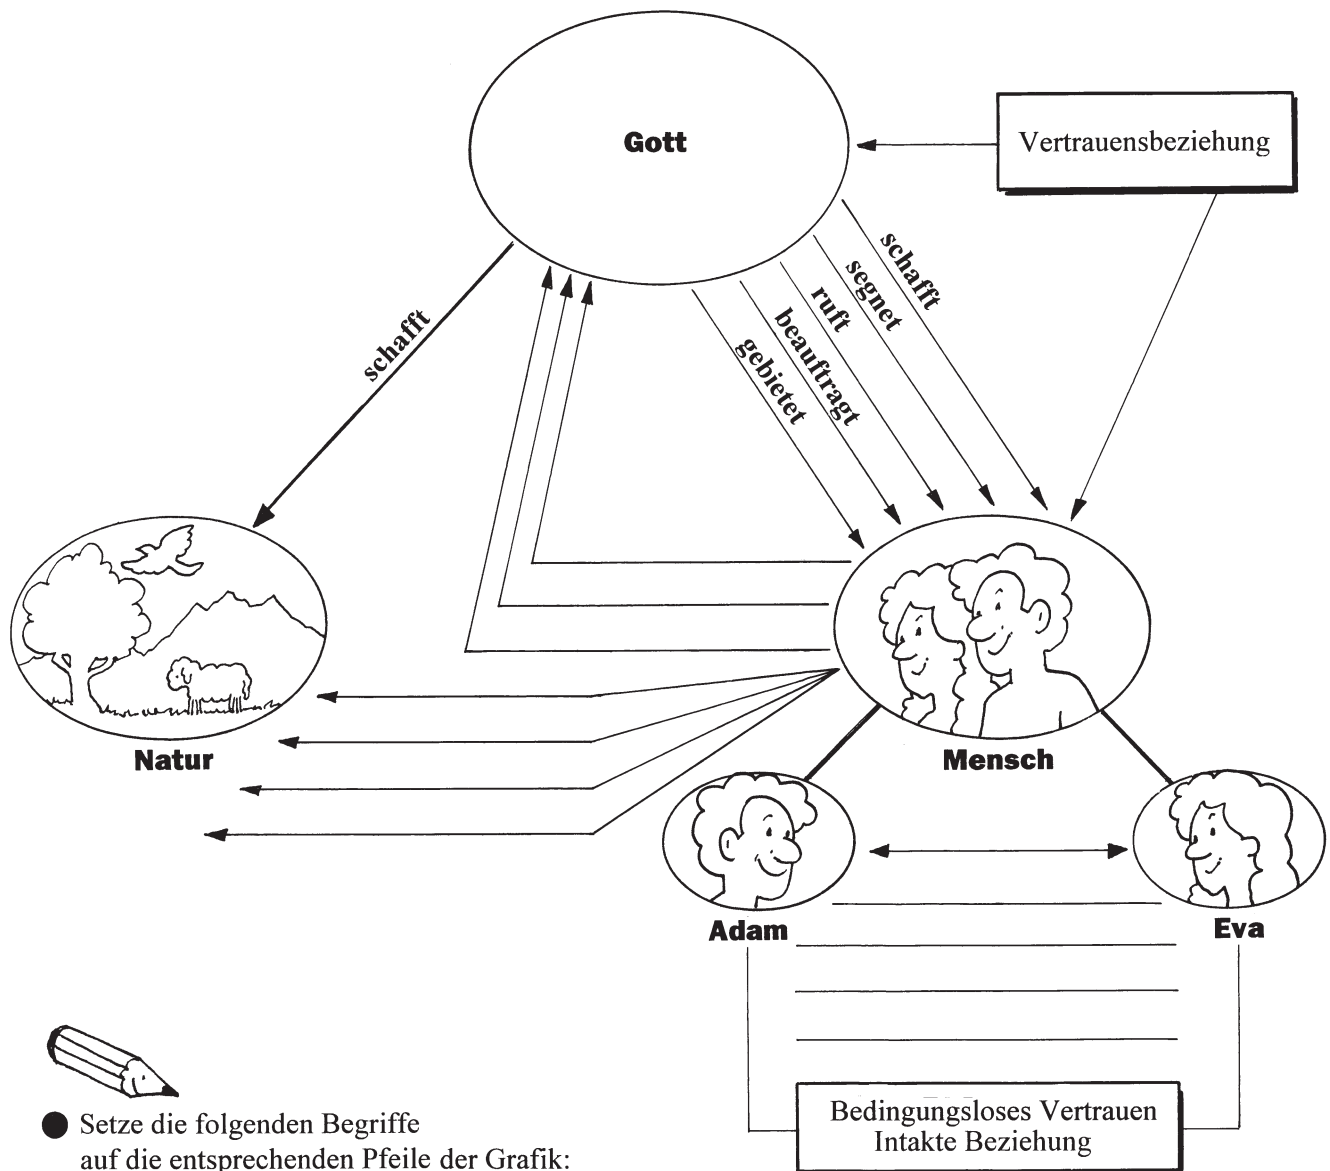 Gott
Vertrauensbeziehung
schafft
schafft
segnet
ruft
beauftragt
gebietet
Natur
Mensch
Adam
Eva
Bedingungsloses Vertrauen
Intakte Beziehung
● Setze die folgenden Begriffe
auf die entsprechenden Pfeile der Grafik: